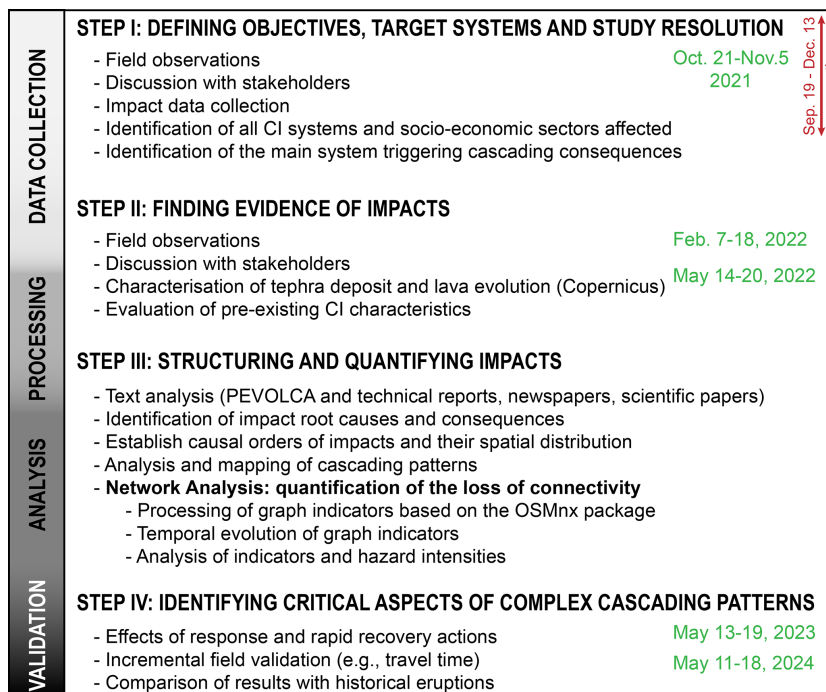 STEP I: DEFINING OBJECTIVES, TARGET SYSTEMS AND STUDY RESOLUTION
- Field observations
Oct. 21-Nov.5
2021
- Discussion with stakeholders
- Impact data collection
- Identification of all CI systems and socio-economic sectors affected
- Identification of the main system triggering cascading consequences
Sep. 19 - Dec. 13
DATA COLLECTION
STEP II: FINDING EVIDENCE OF IMPACTS
- Field observations
Feb. 7-18, 2022
- Discussion with stakeholders
- Characterisation of tephra deposit and lava evolution (Copernicus)
May 14-20, 2022
- Evaluation of pre-existing CI characteristics
PROCESSING
STEP III: STRUCTURING AND QUANTIFYING IMPACTS
- Text analysis (PEVOLCA and technical reports, newspapers, scientific papers)
- Identification of impact root causes and consequences
- Establish causal orders of impacts and their spatial distribution
- Analysis and mapping of cascading patterns
- Network Analysis: quantification of the loss of connectivity
- Processing of graph indicators based on the OSMnx package
- Temporal evolution of graph indicators
- Analysis of indicators and hazard intensities
ANALYSIS
STEP IV: IDENTIFYING CRITICAL ASPECTS OF COMPLEX CASCADING PATTERNS
- Effects of response and rapid recovery actions
May 13-19, 2023
- Incremental field validation (e.g., travel time)
May 11-18, 2024
- Comparison of results with historical eruptions
VALIDATION